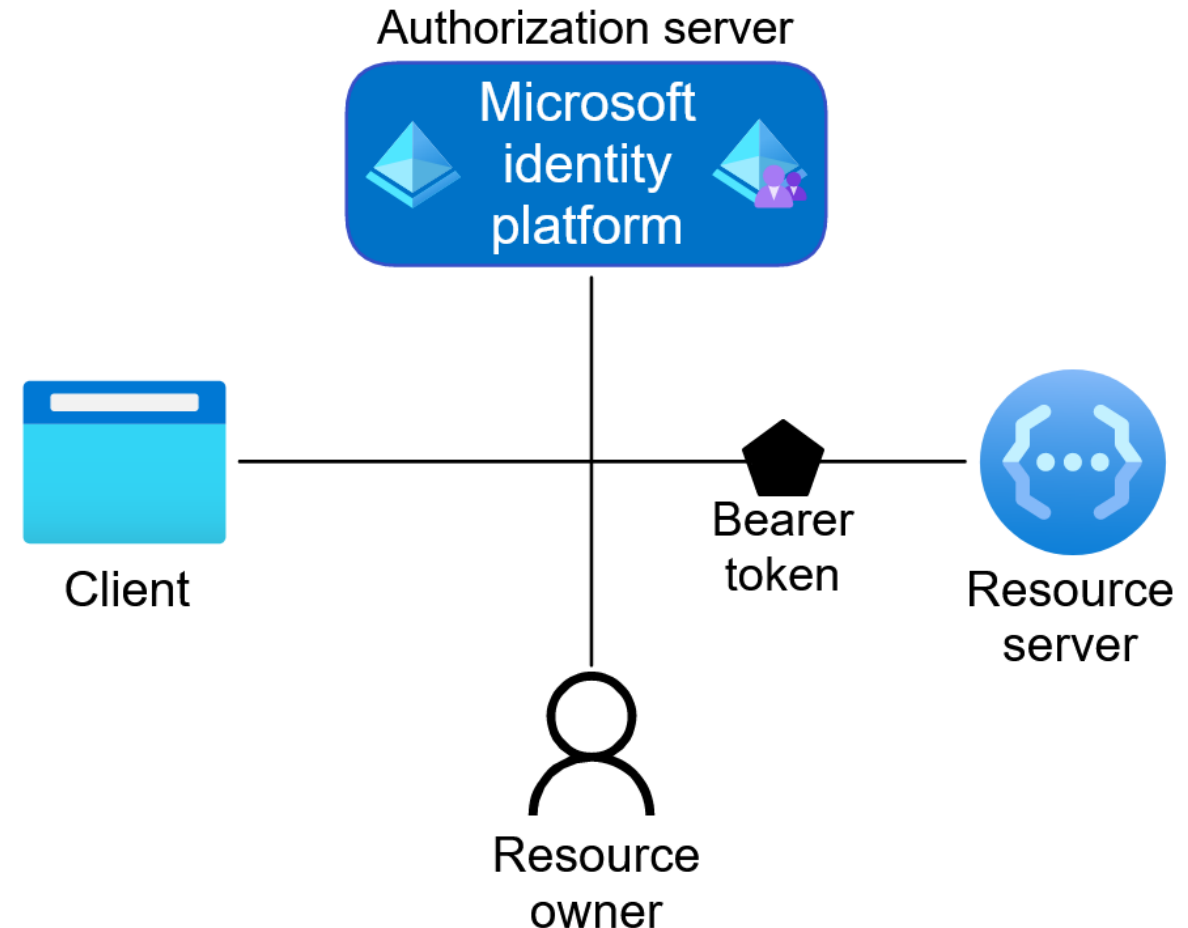 Authorization server
Microsoft
identity
platform
Client
Bearer
token
Resource
server
Resource
owner